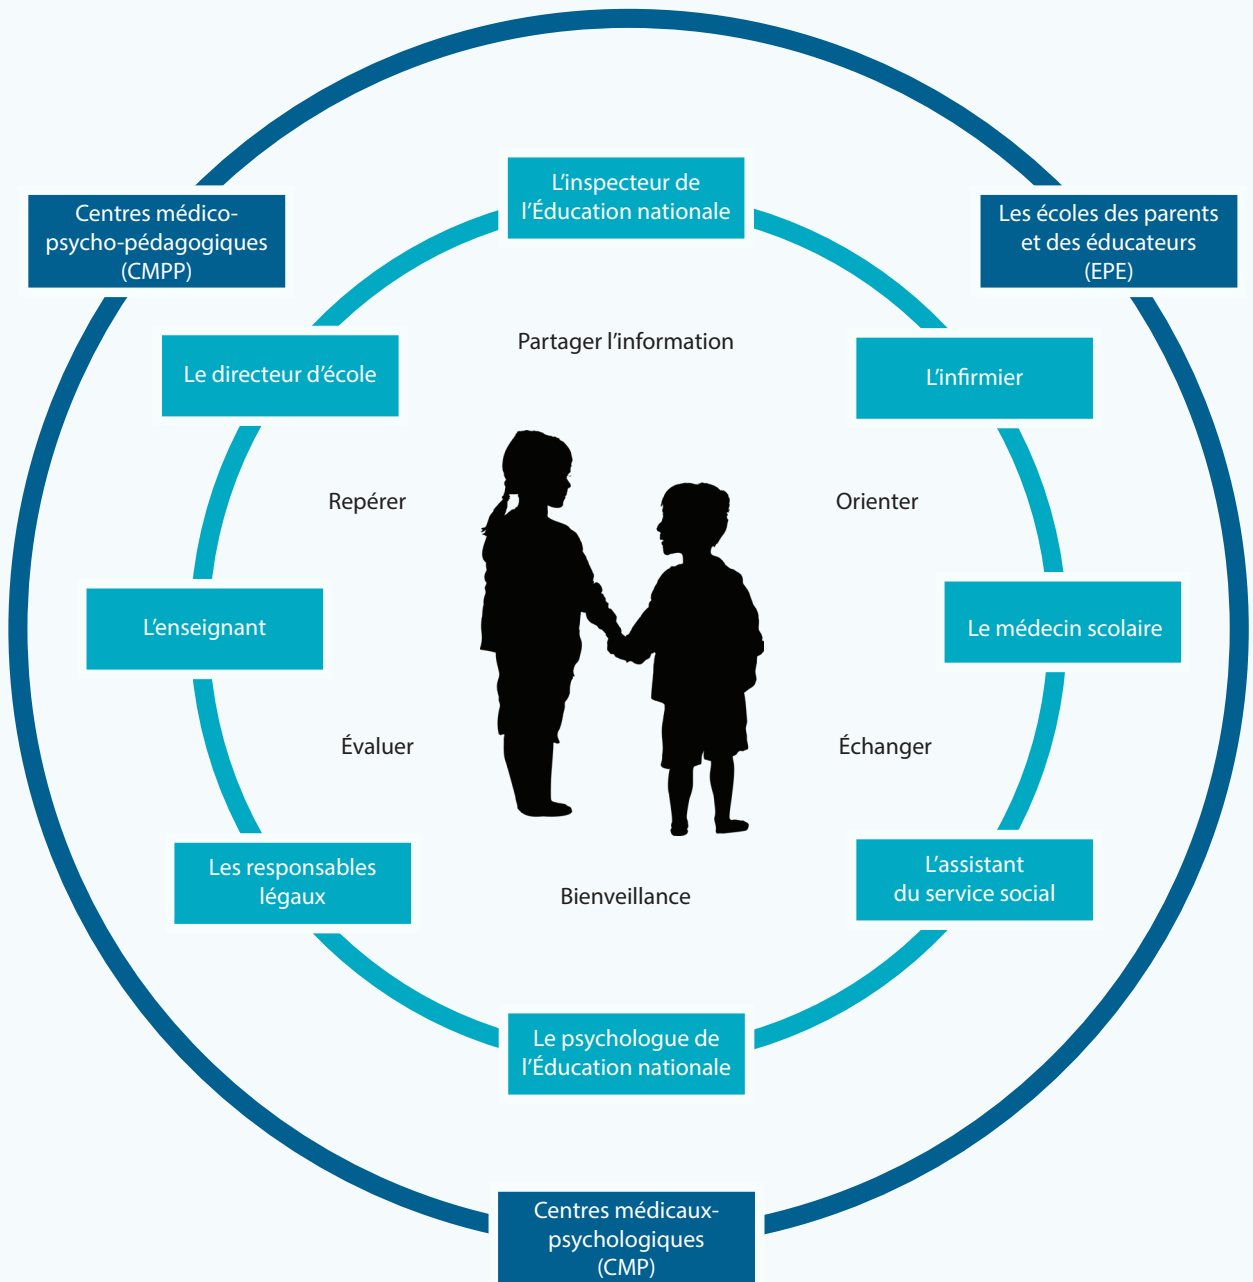 L'inspecteur de
l'Éducation nationale
Centres médico-
psycho-pédagogiques
(CMPP)
Les écoles des parents
et des éducateurs
(EPE)
Partager l'information
Le directeur d'école
L'infirmier
Repérer
Orienter
L'enseignant
Le médecin scolaire
Évaluer
Échanger
Les responsables
légaux
L'assistant
du service social
Bienveillance
Le psychologue de
l'Éducation nationale
Centres médicaux-
psychologiques
(CMP)